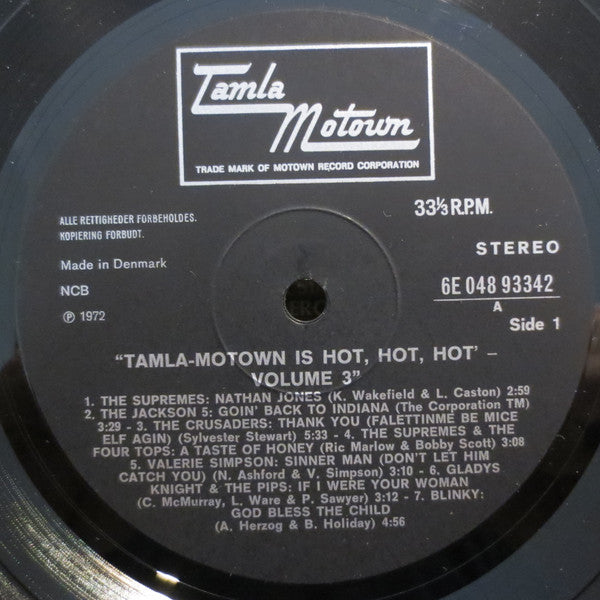 Tamla
Motown
TRADE MARK OF MOTOWN RECORD CORPORATION
ALLE RETTIGHEDER FORBEHOLDES.
KOPIERING FORBUDT.
Made in Denmark
NCB
Ⓟ 1972
33⅓ R.P.M.
STEREO
6E 048 93342
A
Side 1
"TAMLA-MOTOWN IS HOT, HOT, HOT' –
VOLUME 3"
1. THE SUPREMES: NATHAN JONES (K. Wakefield & L. Caston) 2:59
2. THE JACKSON 5: GOIN' BACK TO INDIANA (The Corporation TM)
3:29 - 3. THE CRUSADERS: THANK YOU (FALETTINME BE MICE
ELF AGIN) (Sylvester Stewart) 5:33 - 4. THE SUPREMES & THE
FOUR TOPS: A TASTE OF HONEY (Ric Marlow & Bobby Scott) 3:08
5. VALERIE SIMPSON: SINNER MAN (DON'T LET HIM
CATCH YOU) (N. Ashford & V. Simpson) 3:10 - 6. GLADYS
KNIGHT & THE PIPS: IF I WERE YOUR WOMAN
(C. McMurray, L. Ware & P. Sawyer) 3:12 - 7. BLINKY:
GOD BLESS THE CHILD
(A. Herzog & B. Holiday) 4:56